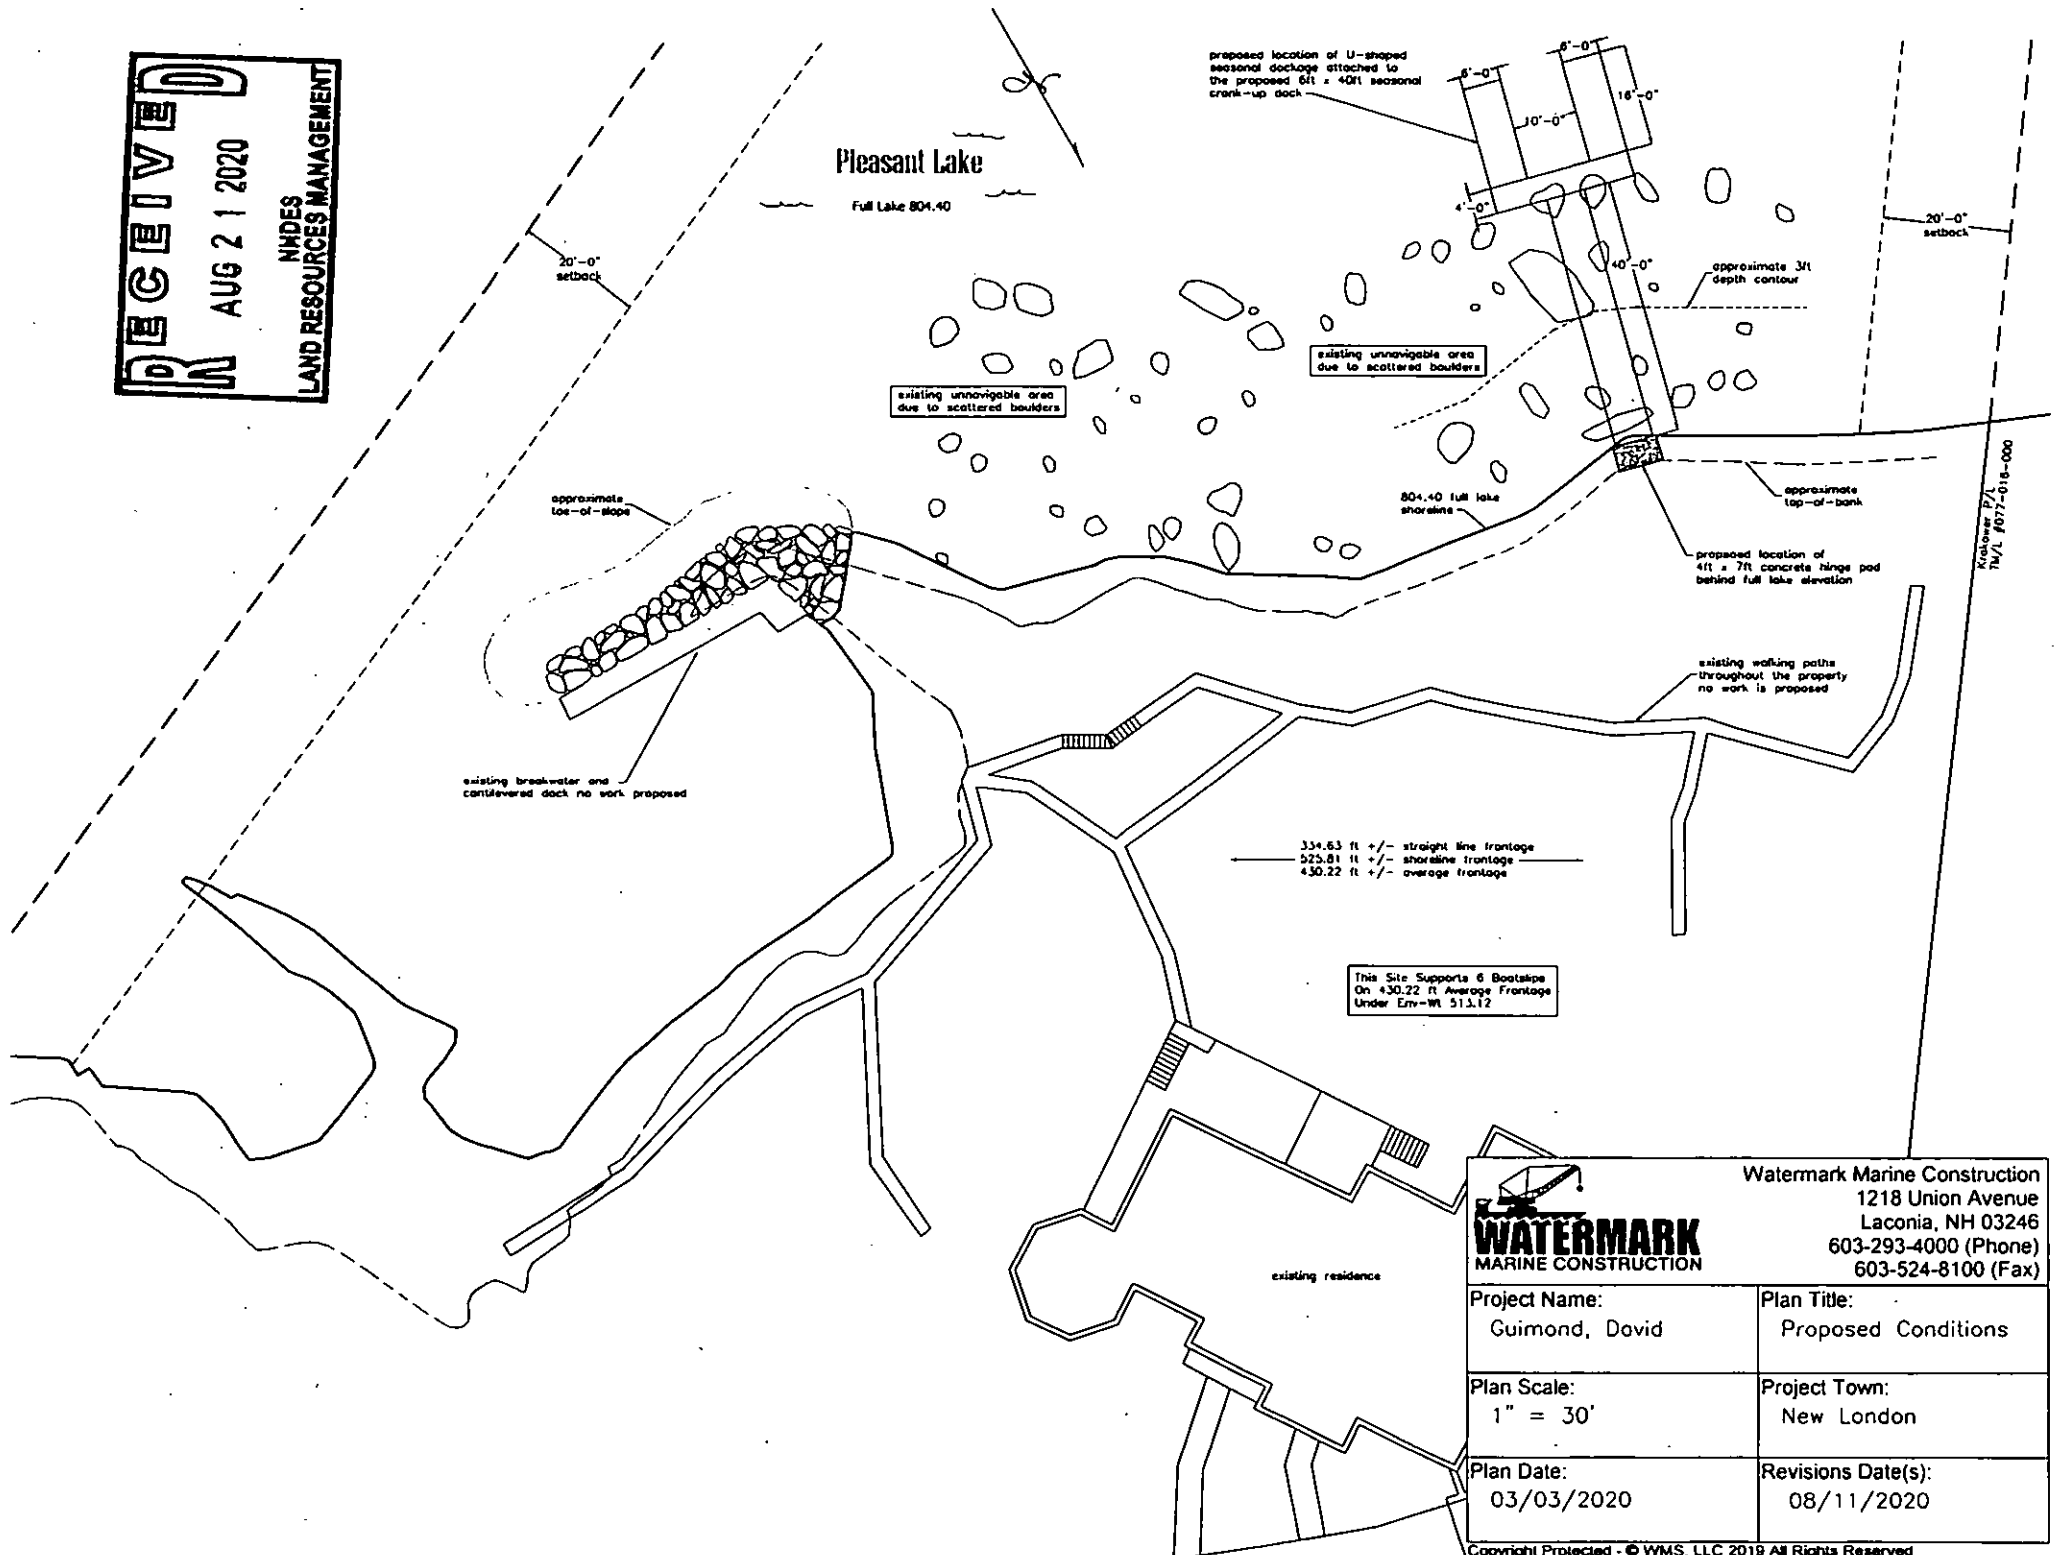 RECEIVED
AUG 21 2020
NHDES
LAND RESOURCES MANAGEMENT
Pleasant Lake
Full Lake 804.40
20'-0"
setback
proposed location of U-shaped
seasonal dockage attached to
the proposed 6ft x 40ft seasonal
crank-up dock
6'-0"
6'-0"
10'-0"
16'-0"
4'-0"
40'-0"
20'-0"
setback
approximate 3ft
depth contour
existing unnavigable area
due to scattered boulders
existing unnavigable area
due to scattered boulders
approximate
toe-of-slope
804.40 full lake
shoreline
approximate
top-of-bank
Krakower P/L
TM/L #077-016-000
proposed location of
4ft x 7ft concrete hinge pad
behind full lake elevation
existing walking paths
throughout the property
no work is proposed
existing breakwater and
cantilevered dock no work proposed
334.63 ft +/- straight line frontage
525.81 ft +/- shoreline frontage
430.22 ft +/- average frontage
This Site Supports 6 Boatslips
On 430.22 ft Average Frontage
Under Env-Wt 513.12
existing residence
WATERMARK
MARINE CONSTRUCTION
Watermark Marine Construction
1218 Union Avenue
Laconia, NH 03246
603-293-4000 (Phone)
603-524-8100 (Fax)
Project Name:
Guimond, David
Plan Title:
Proposed Conditions
Plan Scale:
1" = 30'
Project Town:
New London
Plan Date:
03/03/2020
Revisions Date(s):
08/11/2020
Copyright Protected - © WMS, LLC 2019 All Rights Reserved